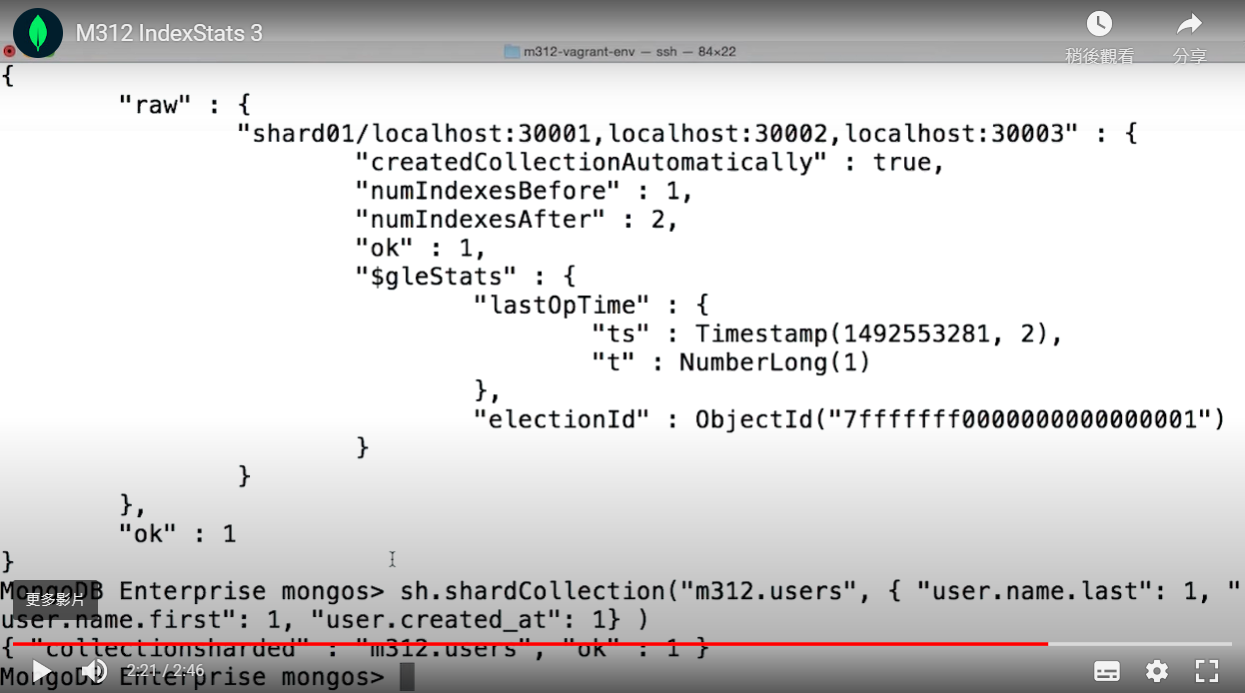 M312 IndexStats 3
稍後觀看
分享
m312-vagrant-env — ssh — 84×22
{
"raw" : {
"shard01/localhost:30001,localhost:30002,localhost:30003" : {
"createdCollectionAutomatically" : true,
"numIndexesBefore" : 1,
"numIndexesAfter" : 2,
"ok" : 1,
"$gleStats" : {
"lastOpTime" : {
"ts" : Timestamp(1492553281, 2),
"t" : NumberLong(1)
},
"electionId" : ObjectId("7fffffff0000000000000001")
}
}
},
"ok" : 1
}
MongoDB Enterprise mongos> sh.shardCollection("m312.users", { "user.name.last": 1, "
更多影片
user.name.first": 1, "user.created_at": 1} )
{ "collectionsharded" : "m312.users", "ok" : 1 }
2:21 / 2:46
MongoDB Enterprise mongos>